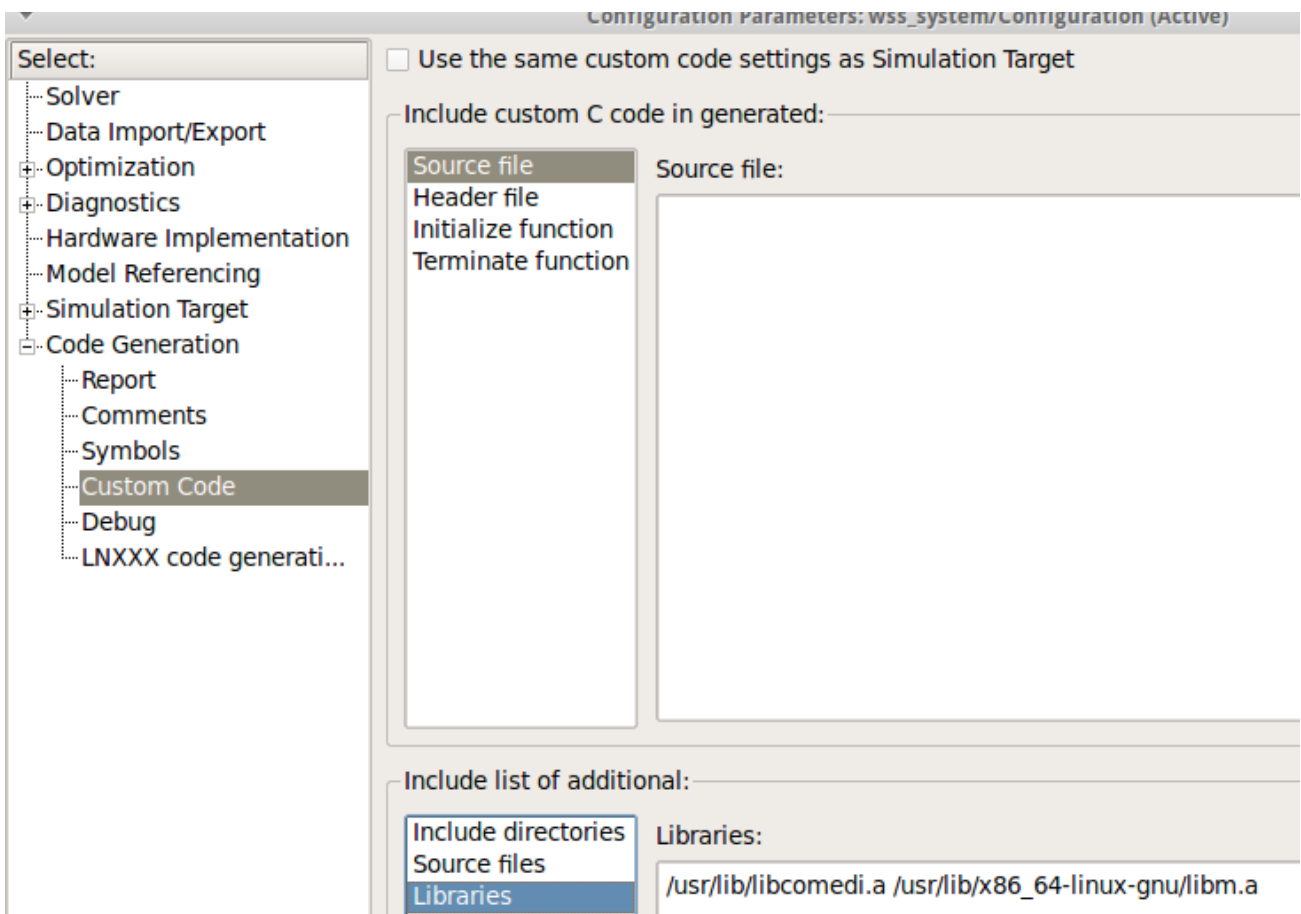 Configuration Parameters: wss_system/Configuration (Active)
Select:
Solver
Data Import/Export
Optimization
Diagnostics
Hardware Implementation
Model Referencing
Simulation Target
Code Generation
Report
Comments
Symbols
Custom Code
Debug
LNXXX code generati...
Use the same custom code settings as Simulation Target
Include custom C code in generated:
Source file
Header file
Initialize function
Terminate function
Source file:
Include list of additional:
Include directories
Source files
Libraries
Libraries:
/usr/lib/libcomedi.a /usr/lib/x86_64-linux-gnu/libm.a